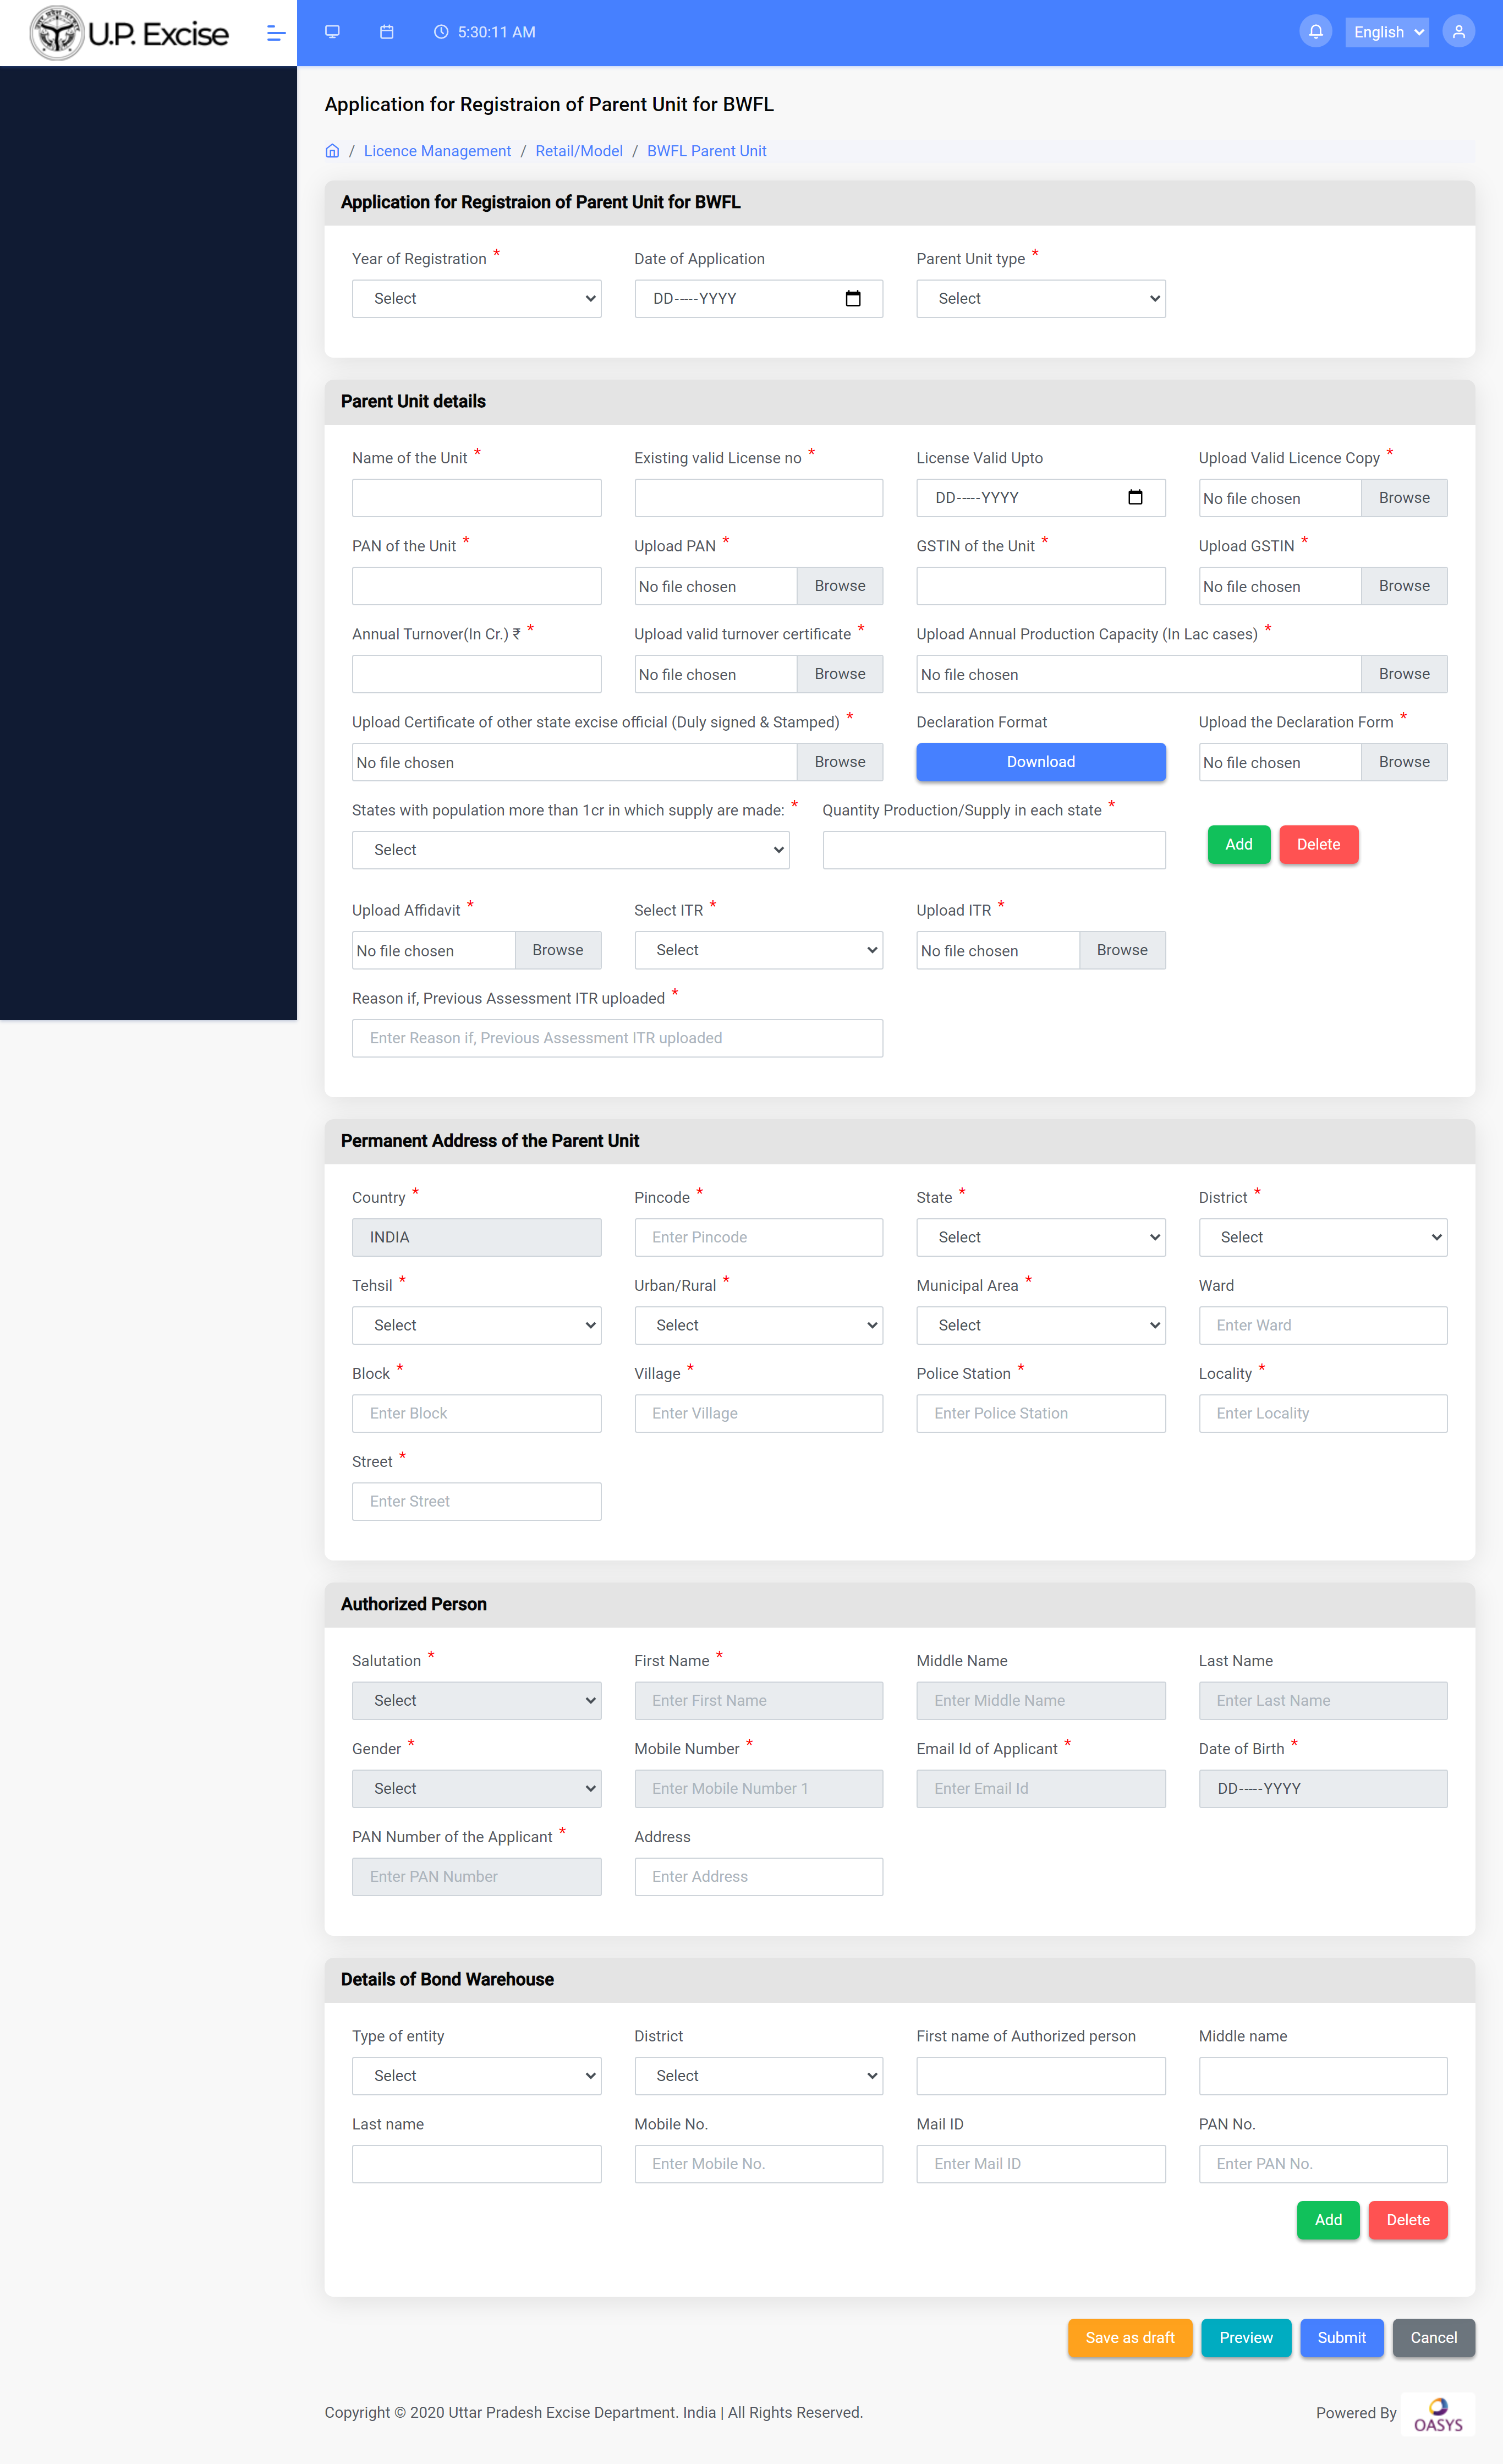 U.P. Excise
5:30:11 AM
English
Application for Registraion of Parent Unit for BWFL
/ Licence Management / Retail/Model / BWFL Parent Unit
Application for Registraion of Parent Unit for BWFL
Year of Registration * Date of Application Parent Unit type *
Select DD-----YYYY Select
Parent Unit details
Name of the Unit * Existing valid License no * License Valid Upto Upload Valid Licence Copy *
DD-----YYYY No file chosen Browse
PAN of the Unit * Upload PAN * GSTIN of the Unit * Upload GSTIN *
No file chosen Browse No file chosen Browse
Annual Turnover(In Cr.) ₹ * Upload valid turnover certificate * Upload Annual Production Capacity (In Lac cases) *
No file chosen Browse No file chosen Browse
Upload Certificate of other state excise official (Duly signed & Stamped) * Declaration Format Upload the Declaration Form *
No file chosen Browse Download No file chosen Browse
States with population more than 1cr in which supply are made: * Quantity Production/Supply in each state *
Select Add Delete
Upload Affidavit * Select ITR * Upload ITR *
No file chosen Browse Select No file chosen Browse
Reason if, Previous Assessment ITR uploaded *
Enter Reason if, Previous Assessment ITR uploaded
Permanent Address of the Parent Unit
Country * Pincode * State * District *
INDIA Enter Pincode Select Select
Tehsil * Urban/Rural * Municipal Area * Ward
Select Select Select Enter Ward
Block * Village * Police Station * Locality *
Enter Block Enter Village Enter Police Station Enter Locality
Street *
Enter Street
Authorized Person
Salutation * First Name * Middle Name Last Name
Select Enter First Name Enter Middle Name Enter Last Name
Gender * Mobile Number * Email Id of Applicant * Date of Birth *
Select Enter Mobile Number 1 Enter Email Id DD-----YYYY
PAN Number of the Applicant * Address
Enter PAN Number Enter Address
Details of Bond Warehouse
Type of entity District First name of Authorized person Middle name
Select Select
Last name Mobile No. Mail ID PAN No.
Enter Mobile No. Enter Mail ID Enter PAN No.
Add Delete
Save as draft Preview Submit Cancel
Copyright © 2020 Uttar Pradesh Excise Department. India | All Rights Reserved. Powered By OASYS